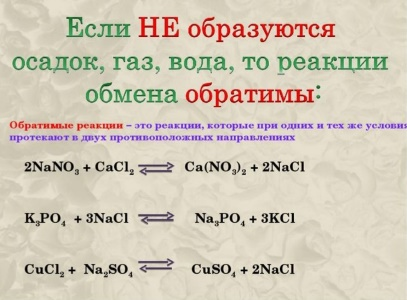 Если НЕ образуются
осадок, газ, вода, то реакции
обмена обратимы:
Обратимые реакции – это реакции, которые при одних и тех же условия
протекают в двух противоположных направлениях
2NaNO₃ + CaCl₂ ⇌ Ca(NO₃)₂ + 2NaCl
K₃PO₄ + 3NaCl ⇌ Na₃PO₄ + 3KCl
CuCl₂ + Na₂SO₄ ⇌ CuSO₄ + 2NaCl